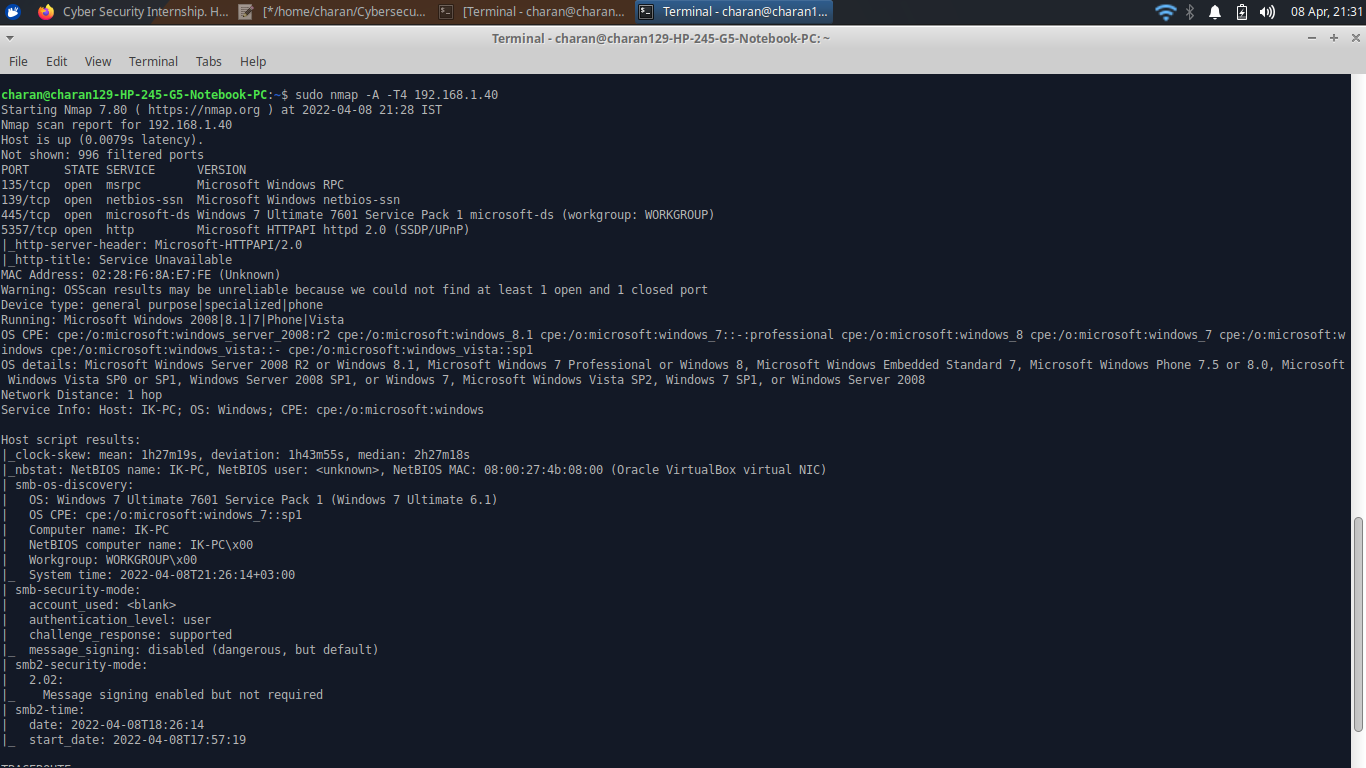 Cyber Security Internship. H...
[*/home/charan/Cybersecu...
[Terminal - charan@charan...
Terminal - charan@charan1...
08 Apr, 21:31
Terminal - charan@charan129-HP-245-G5-Notebook-PC: ~
File Edit View Terminal Tabs Help
charan@charan129-HP-245-G5-Notebook-PC:~$ sudo nmap -A -T4 192.168.1.40
Starting Nmap 7.80 ( https://nmap.org ) at 2022-04-08 21:28 IST
Nmap scan report for 192.168.1.40
Host is up (0.0079s latency).
Not shown: 996 filtered ports
PORT     STATE SERVICE      VERSION
135/tcp  open  msrpc        Microsoft Windows RPC
139/tcp  open  netbios-ssn  Microsoft Windows netbios-ssn
445/tcp  open  microsoft-ds Windows 7 Ultimate 7601 Service Pack 1 microsoft-ds (workgroup: WORKGROUP)
5357/tcp open  http         Microsoft HTTPAPI httpd 2.0 (SSDP/UPnP)
|_http-server-header: Microsoft-HTTPAPI/2.0
|_http-title: Service Unavailable
MAC Address: 02:28:F6:8A:E7:FE (Unknown)
Warning: OSScan results may be unreliable because we could not find at least 1 open and 1 closed port
Device type: general purpose|specialized|phone
Running: Microsoft Windows 2008|8.1|7|Phone|Vista
OS CPE: cpe:/o:microsoft:windows_server_2008:r2 cpe:/o:microsoft:windows_8.1 cpe:/o:microsoft:windows_7::-:professional cpe:/o:microsoft:windows_8 cpe:/o:microsoft:windows_7 cpe:/o:microsoft:w
indows cpe:/o:microsoft:windows_vista::- cpe:/o:microsoft:windows_vista::sp1
OS details: Microsoft Windows Server 2008 R2 or Windows 8.1, Microsoft Windows 7 Professional or Windows 8, Microsoft Windows Embedded Standard 7, Microsoft Windows Phone 7.5 or 8.0, Microsoft
 Windows Vista SP0 or SP1, Windows Server 2008 SP1, or Windows 7, Microsoft Windows Vista SP2, Windows 7 SP1, or Windows Server 2008
Network Distance: 1 hop
Service Info: Host: IK-PC; OS: Windows; CPE: cpe:/o:microsoft:windows
Host script results:
|_clock-skew: mean: 1h27m19s, deviation: 1h43m55s, median: 2h27m18s
|_nbstat: NetBIOS name: IK-PC, NetBIOS user: <unknown>, NetBIOS MAC: 08:00:27:4b:08:00 (Oracle VirtualBox virtual NIC)
| smb-os-discovery:
|   OS: Windows 7 Ultimate 7601 Service Pack 1 (Windows 7 Ultimate 6.1)
|   OS CPE: cpe:/o:microsoft:windows_7::sp1
|   Computer name: IK-PC
|   NetBIOS computer name: IK-PC\x00
|   Workgroup: WORKGROUP\x00
|_  System time: 2022-04-08T21:26:14+03:00
| smb-security-mode:
|   account_used: <blank>
|   authentication_level: user
|   challenge_response: supported
|_  message_signing: disabled (dangerous, but default)
| smb2-security-mode:
|   2.02:
|_    Message signing enabled but not required
| smb2-time:
|   date: 2022-04-08T18:26:14
|_  start_date: 2022-04-08T17:57:19